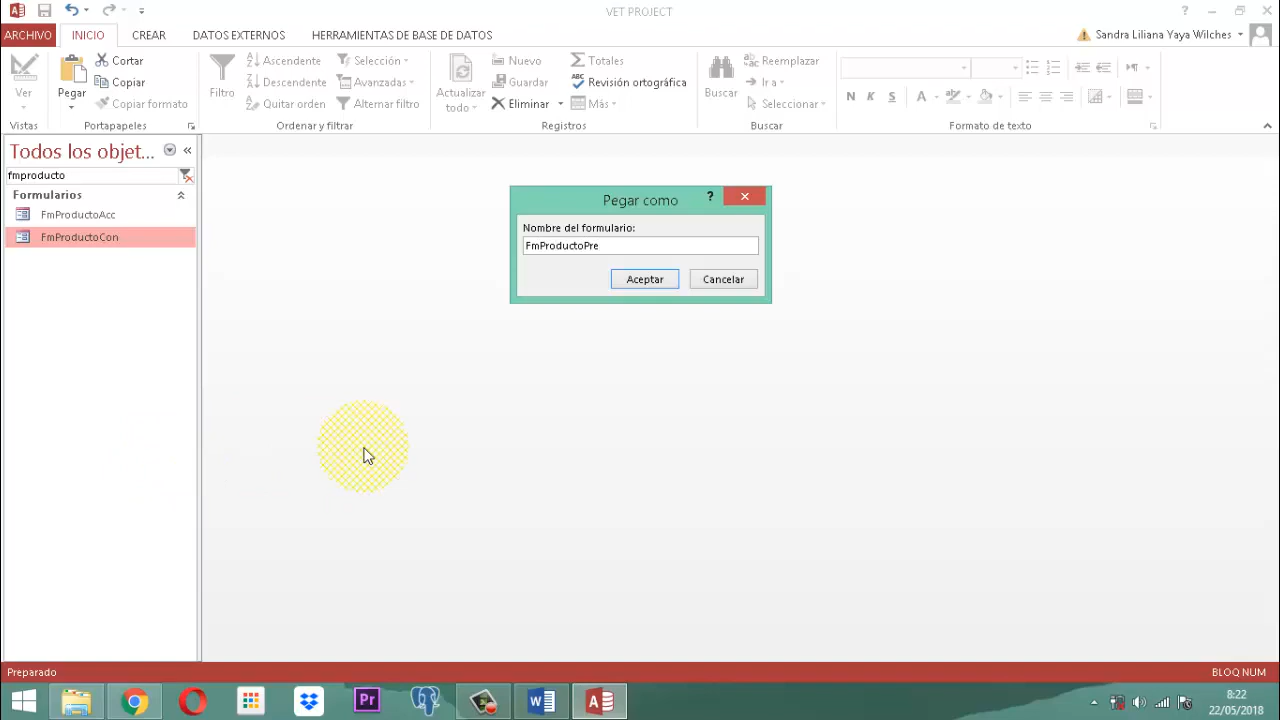 VET PROJECT
ARCHIVO INICIO CREAR DATOS EXTERNOS HERRAMIENTAS DE BASE DE DATOS Sandra Liliana Yaya Wilches
Ver
Vistas
Pegar
Cortar
Copiar
Copiar formato
Portapapeles
Filtro
Ascendente
Descendente
Quitar orden
Selección
Avanzadas
Alternar filtro
Ordenar y filtrar
Actualizar
todo
Nuevo
Guardar
Eliminar
Totales
Revisión ortográfica
Más
Registros
Buscar
Reemplazar
Ir a
Seleccionar
Buscar
N K S A
Formato de texto
Todos los objet...
fmproducto
Formularios
FmProductoAcc
FmProductoCon
Pegar como
Nombre del formulario:
FmProductoPre
Aceptar Cancelar
Preparado BLOQ NUM
Pr
8:22
22/05/2018